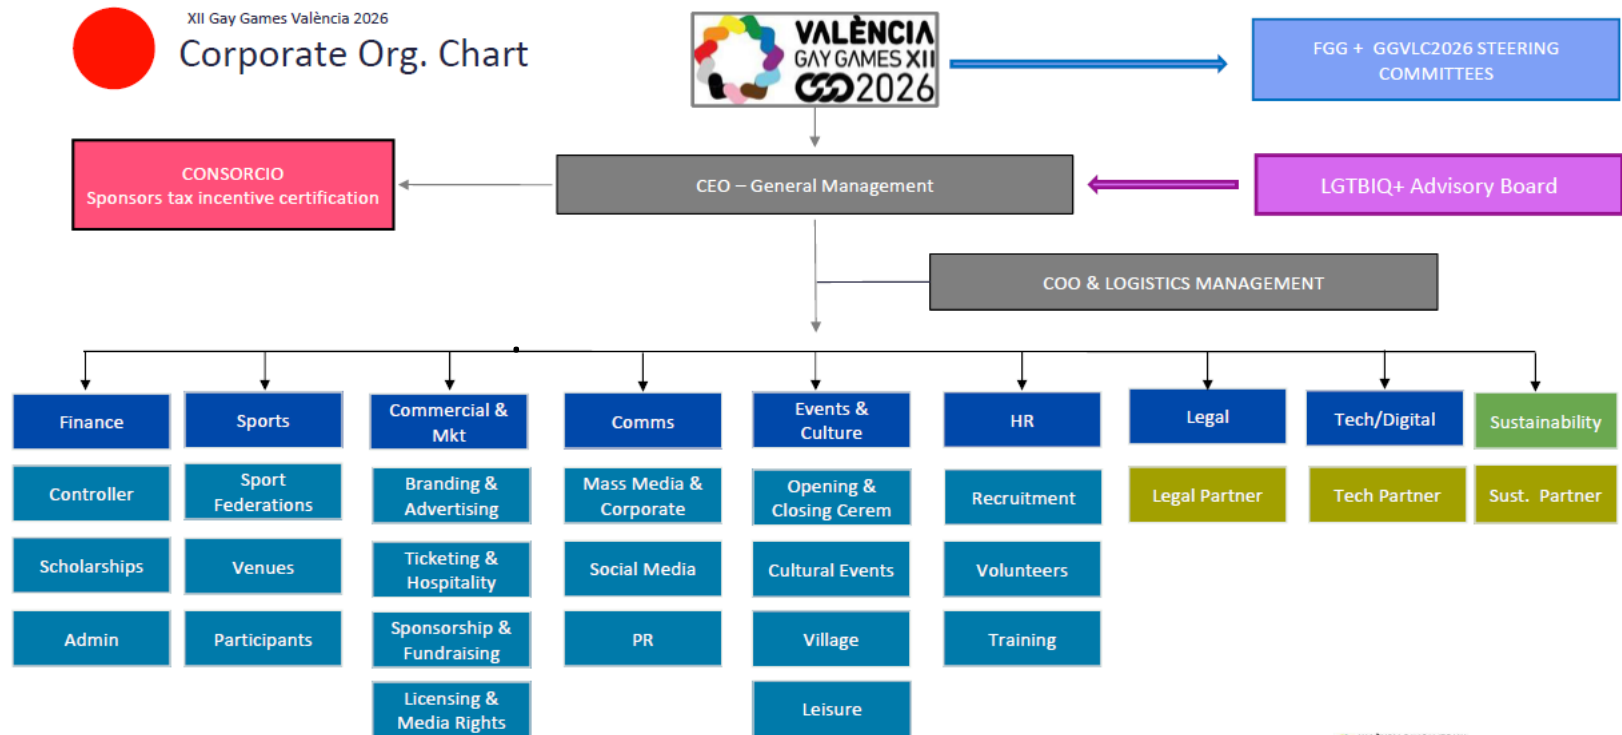 XII Gay Games València 2026
Corporate Org. Chart
VALÈNCIA
GAY GAMES XII
2026
FGG + GGVLC2026 STEERING
COMMITTEES
CONSORCIO
Sponsors tax incentive certification
CEO – General Management
LGTBIQ+ Advisory Board
COO & LOGISTICS MANAGEMENT
Finance
Sports
Commercial &
Mkt
Comms
Events &
Culture
HR
Legal
Tech/Digital
Sustainability
Controller
Sport
Federations
Branding &
Advertising
Mass Media &
Corporate
Opening &
Closing Cerem
Recruitment
Legal Partner
Tech Partner
Sust. Partner
Scholarships
Venues
Ticketing &
Hospitality
Social Media
Cultural Events
Volunteers
Admin
Participants
Sponsorship &
Fundraising
PR
Village
Training
Licensing &
Media Rights
Leisure